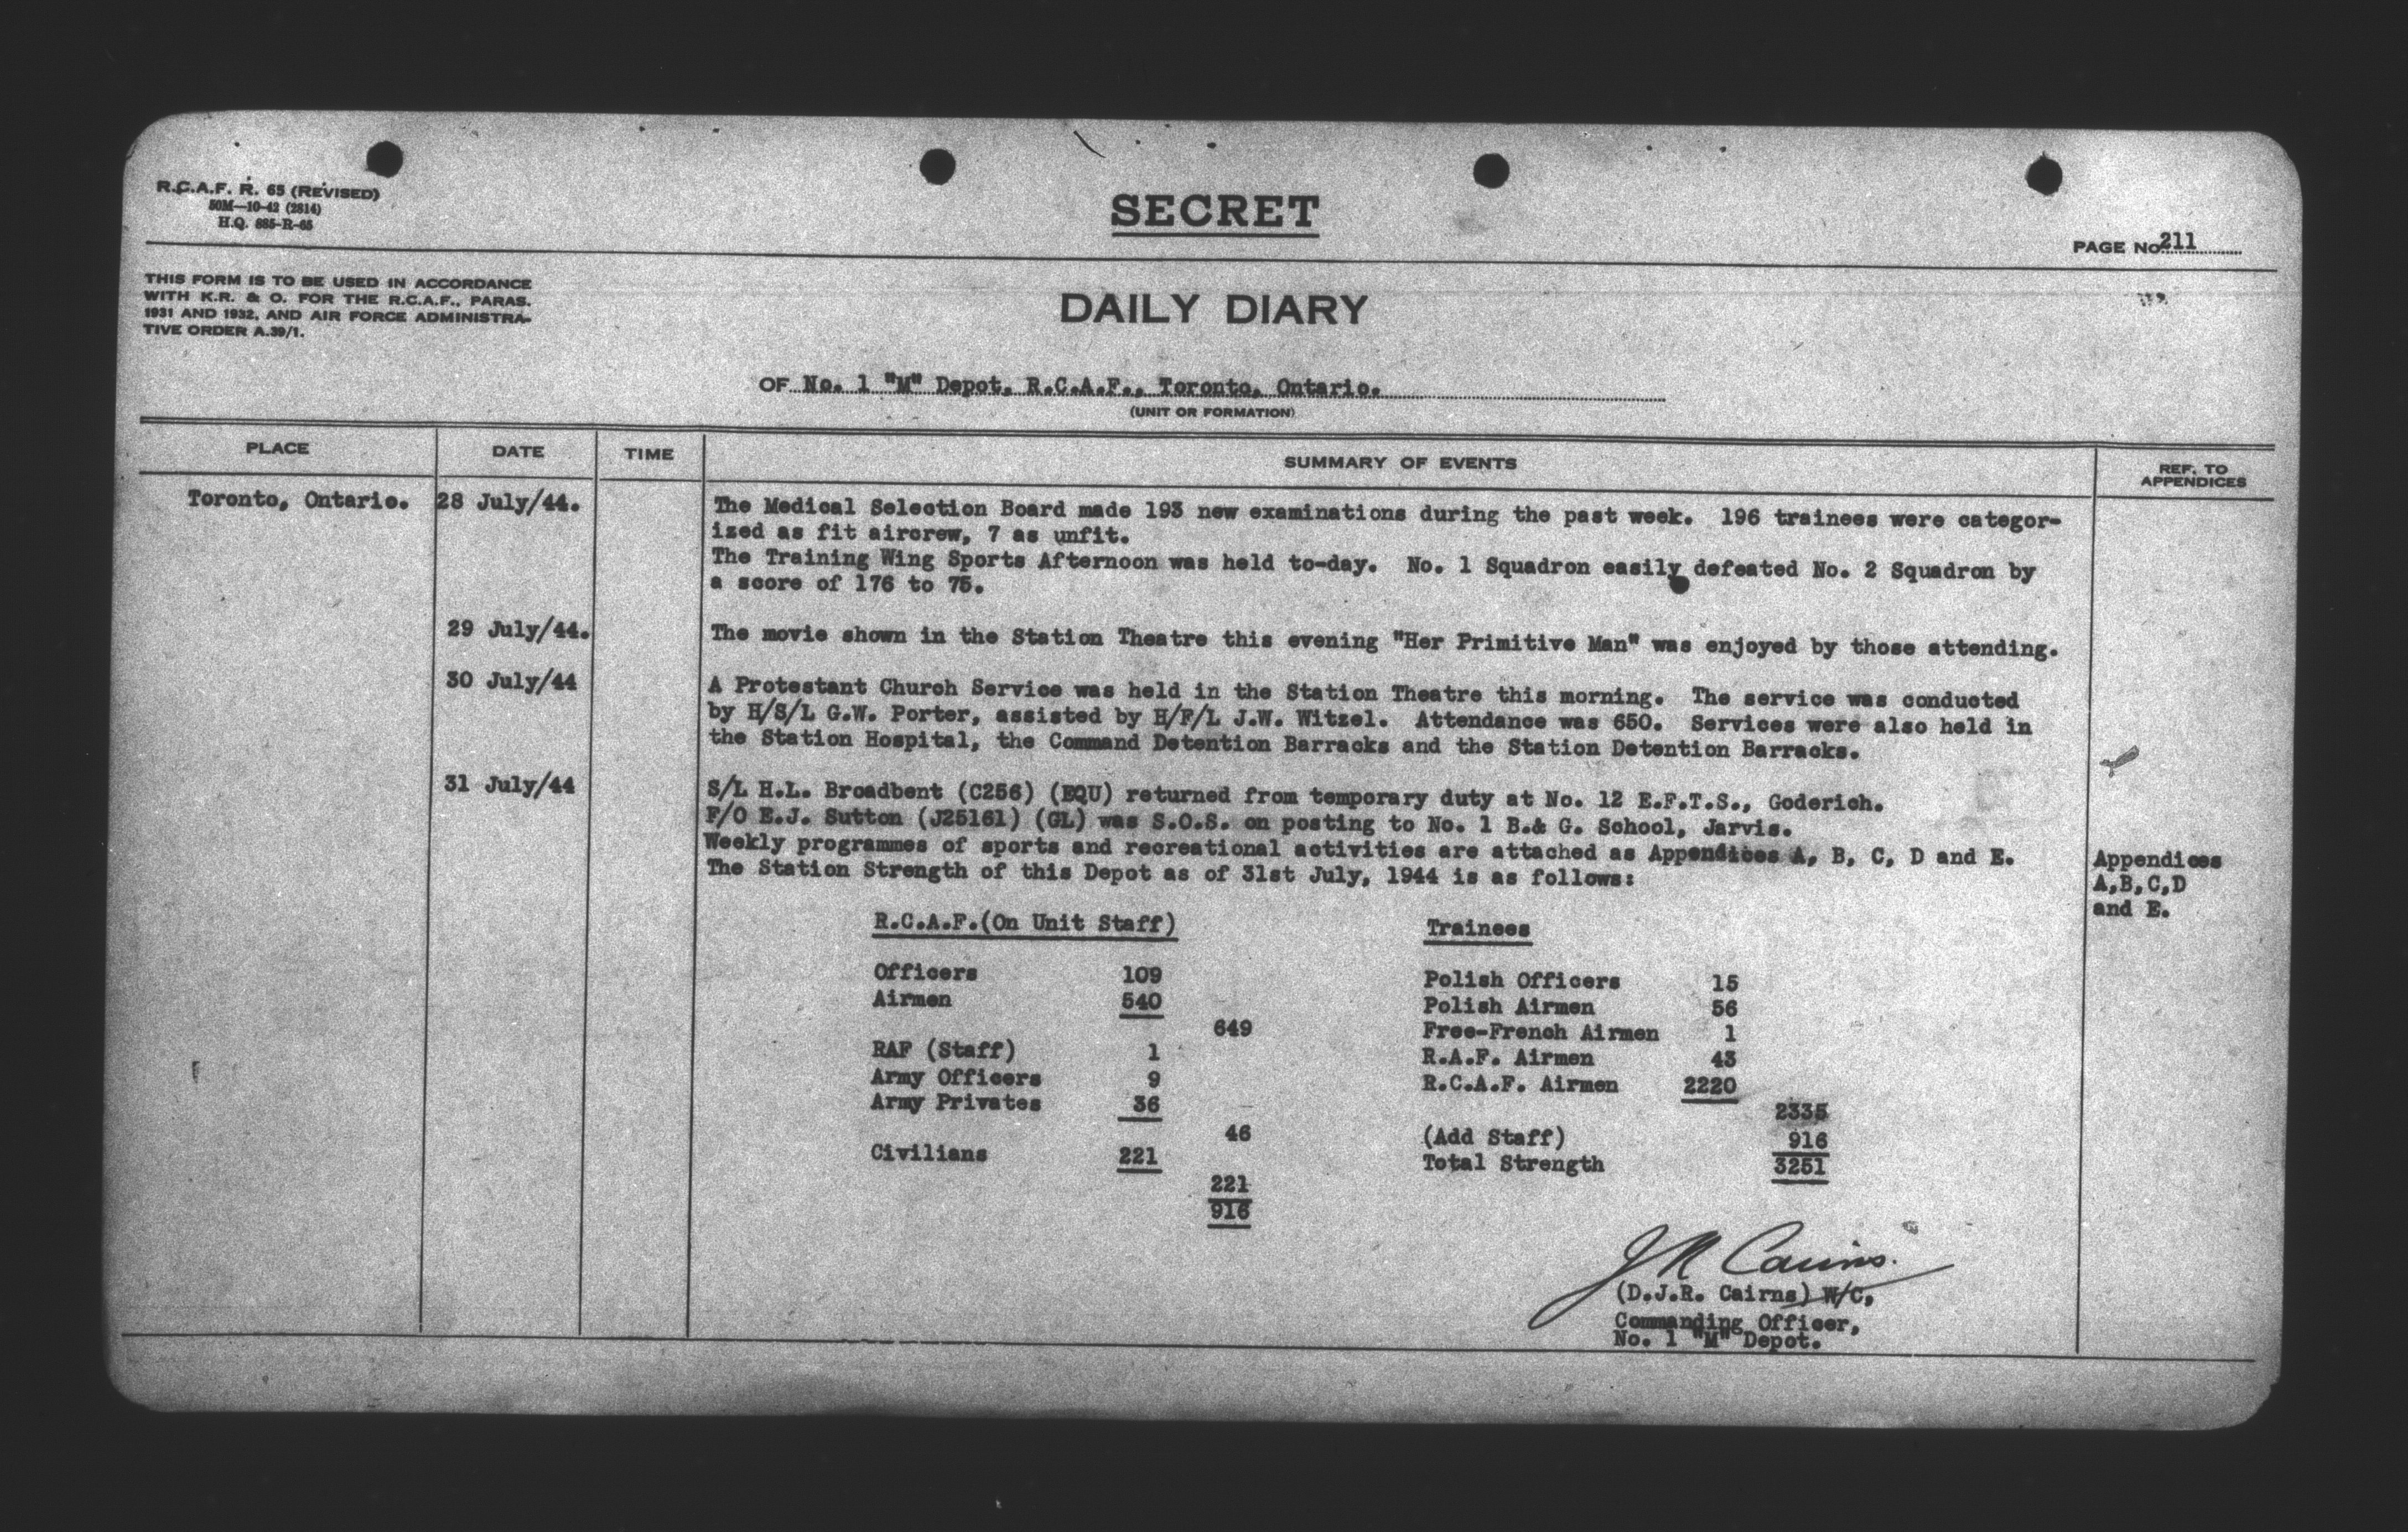 R.C.A.F. R. 65 (REVISED)
50M—10-42 (2814)
H.Q. 885-R-65
SECRET
PAGE No. 211
THIS FORM IS TO BE USED IN ACCORDANCE
WITH K.R. & O. FOR THE R.C.A.F., PARAS.
1931 AND 1932, AND AIR FORCE ADMINISTRA-
TIVE ORDER A.39/1.
DAILY DIARY
OF No. 1 "M" Depot, R.C.A.F., Toronto, Ontario.
(UNIT OR FORMATION)
PLACE DATE TIME SUMMARY OF EVENTS REF. TO APPENDICES
Toronto, Ontario. 28 July/44. The Medical Selection Board made 193 new examinations during the past week. 196 trainees were categor-
ized as fit aircrew, 7 as unfit.
The Training Wing Sports Afternoon was held to-day. No. 1 Squadron easily defeated No. 2 Squadron by
a score of 176 to 75.
29 July/44. The movie shown in the Station Theatre this evening "Her Primitive Man" was enjoyed by those attending.
30 July/44 A Protestant Church Service was held in the Station Theatre this morning. The service was conducted
by H/S/L G.W. Porter, assisted by H/F/L J.W. Witzel. Attendance was 650. Services were also held in
the Station Hospital, the Command Detention Barracks and the Station Detention Barracks.
31 July/44 S/L H.L. Broadbent (C256) (EQU) returned from temporary duty at No. 12 E.F.T.S., Goderich.
F/O E.J. Sutton (J25161) (GL) was S.O.S. on posting to No. 1 B.& G. School, Jarvis.
Weekly programmes of sports and recreational activities are attached as Appendices A, B, C, D and E.
The Station Strength of this Depot as of 31st July, 1944 is as follows:
Appendices
A,B,C,D
and E.
R.C.A.F.(On Unit Staff)
Officers 109
Airmen 540
649
RAF (Staff) 1
Army Officers 9
Army Privates 36
46
Civilians 221
221
916
Trainees
Polish Officers 15
Polish Airmen 56
Free-French Airmen 1
R.A.F. Airmen 43
R.C.A.F. Airmen 2220
2335
(Add Staff) 916
Total Strength 3251
JR Cairns.
(D.J.R. Cairns) W/C,
Commanding Officer,
No. 1 "M" Depot.